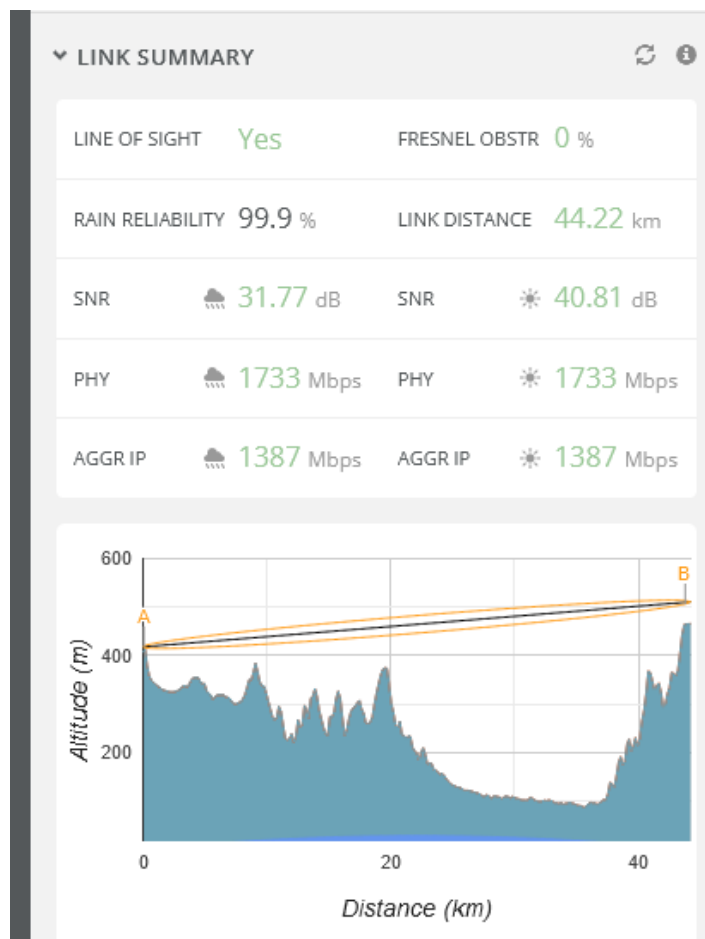 LINK SUMMARY
LINE OF SIGHT Yes FRESNEL OBSTR 0 %
RAIN RELIABILITY 99.9 % LINK DISTANCE 44.22 km
SNR 31.77 dB SNR 40.81 dB
PHY 1733 Mbps PHY 1733 Mbps
AGGR IP 1387 Mbps AGGR IP 1387 Mbps
600
B
A
400
Altitude (m)
200
0 20 40
Distance (km)